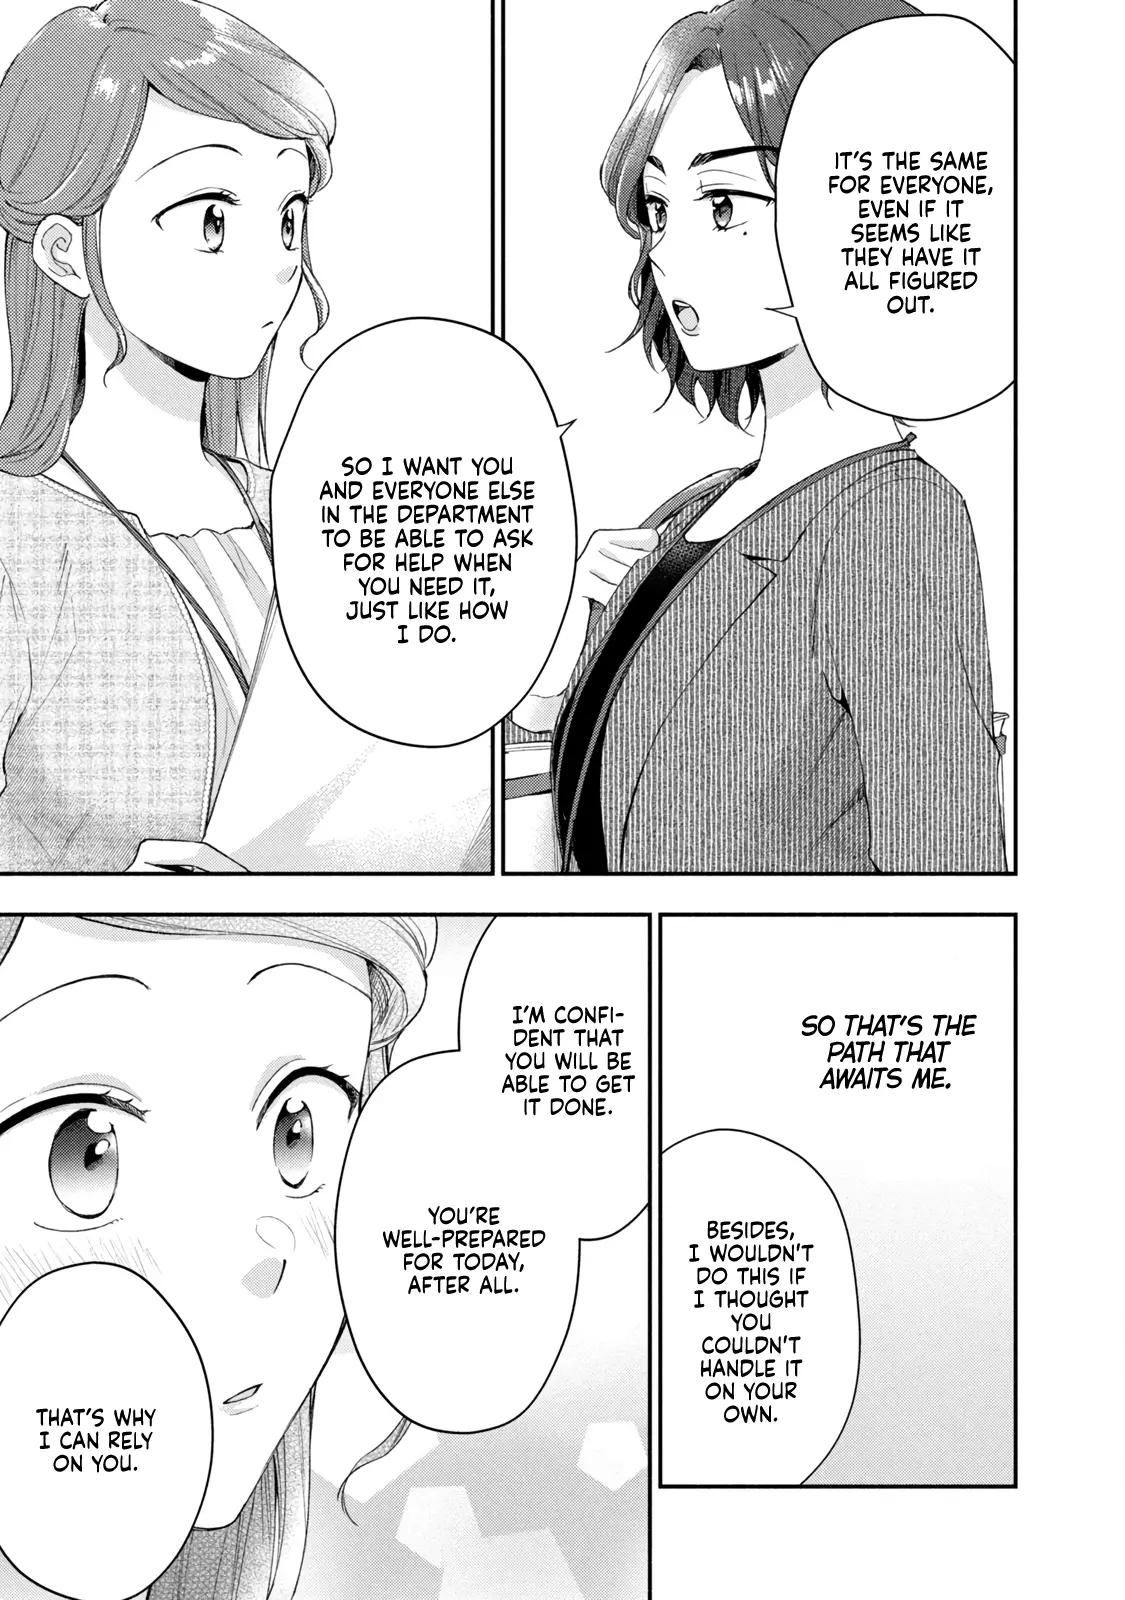 IT'S THE SAME
FOR EVERYONE,
EVEN IF IT
SEEMS LIKE
THEY HAVE IT
ALL FIGURED
OUT.
SO I WANT YOU
AND EVERYONE ELSE
IN THE DEPARTMENT
TO BE ABLE TO ASK
FOR HELP WHEN
YOU NEED IT,
JUST LIKE HOW
I DO.
SO THAT'S THE
PATH THAT
AWAITS ME.
BESIDES,
I WOULDN'T
DO THIS IF
I THOUGHT
YOU
COULDN'T
HANDLE IT
ON YOUR
OWN.
I'M CONFI-
DENT THAT
YOU WILL BE
ABLE TO GET
IT DONE.
YOU'RE
WELL-PREPARED
FOR TODAY,
AFTER ALL.
THAT'S WHY
I CAN RELY
ON YOU.